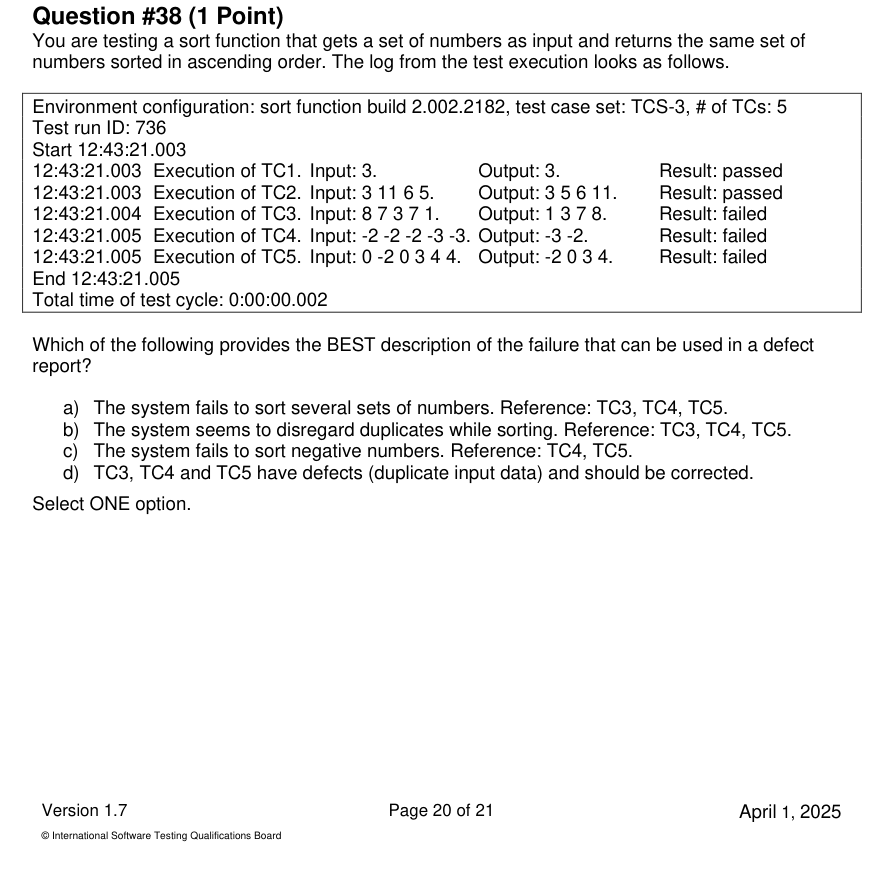 Question #38 (1 Point)
You are testing a sort function that gets a set of numbers as input and returns the same set of
numbers sorted in ascending order. The log from the test execution looks as follows.
Environment configuration: sort function build 2.002.2182, test case set: TCS-3, # of TCs: 5
Test run ID: 736
Start 12:43:21.003
12:43:21.003 Execution of TC1. Input: 3. Output: 3. Result: passed
12:43:21.003 Execution of TC2. Input: 3 11 6 5. Output: 3 5 6 11. Result: passed
12:43:21.004 Execution of TC3. Input: 8 7 3 7 1. Output: 1 3 7 8. Result: failed
12:43:21.005 Execution of TC4. Input: -2 -2 -2 -3 -3. Output: -3 -2. Result: failed
12:43:21.005 Execution of TC5. Input: 0 -2 0 3 4 4. Output: -2 0 3 4. Result: failed
End 12:43:21.005
Total time of test cycle: 0:00:00.002
Which of the following provides the BEST description of the failure that can be used in a defect
report?
a) The system fails to sort several sets of numbers. Reference: TC3, TC4, TC5.
b) The system seems to disregard duplicates while sorting. Reference: TC3, TC4, TC5.
c) The system fails to sort negative numbers. Reference: TC4, TC5.
d) TC3, TC4 and TC5 have defects (duplicate input data) and should be corrected.
Select ONE option.
Version 1.7 Page 20 of 21 April 1, 2025
© International Software Testing Qualifications Board